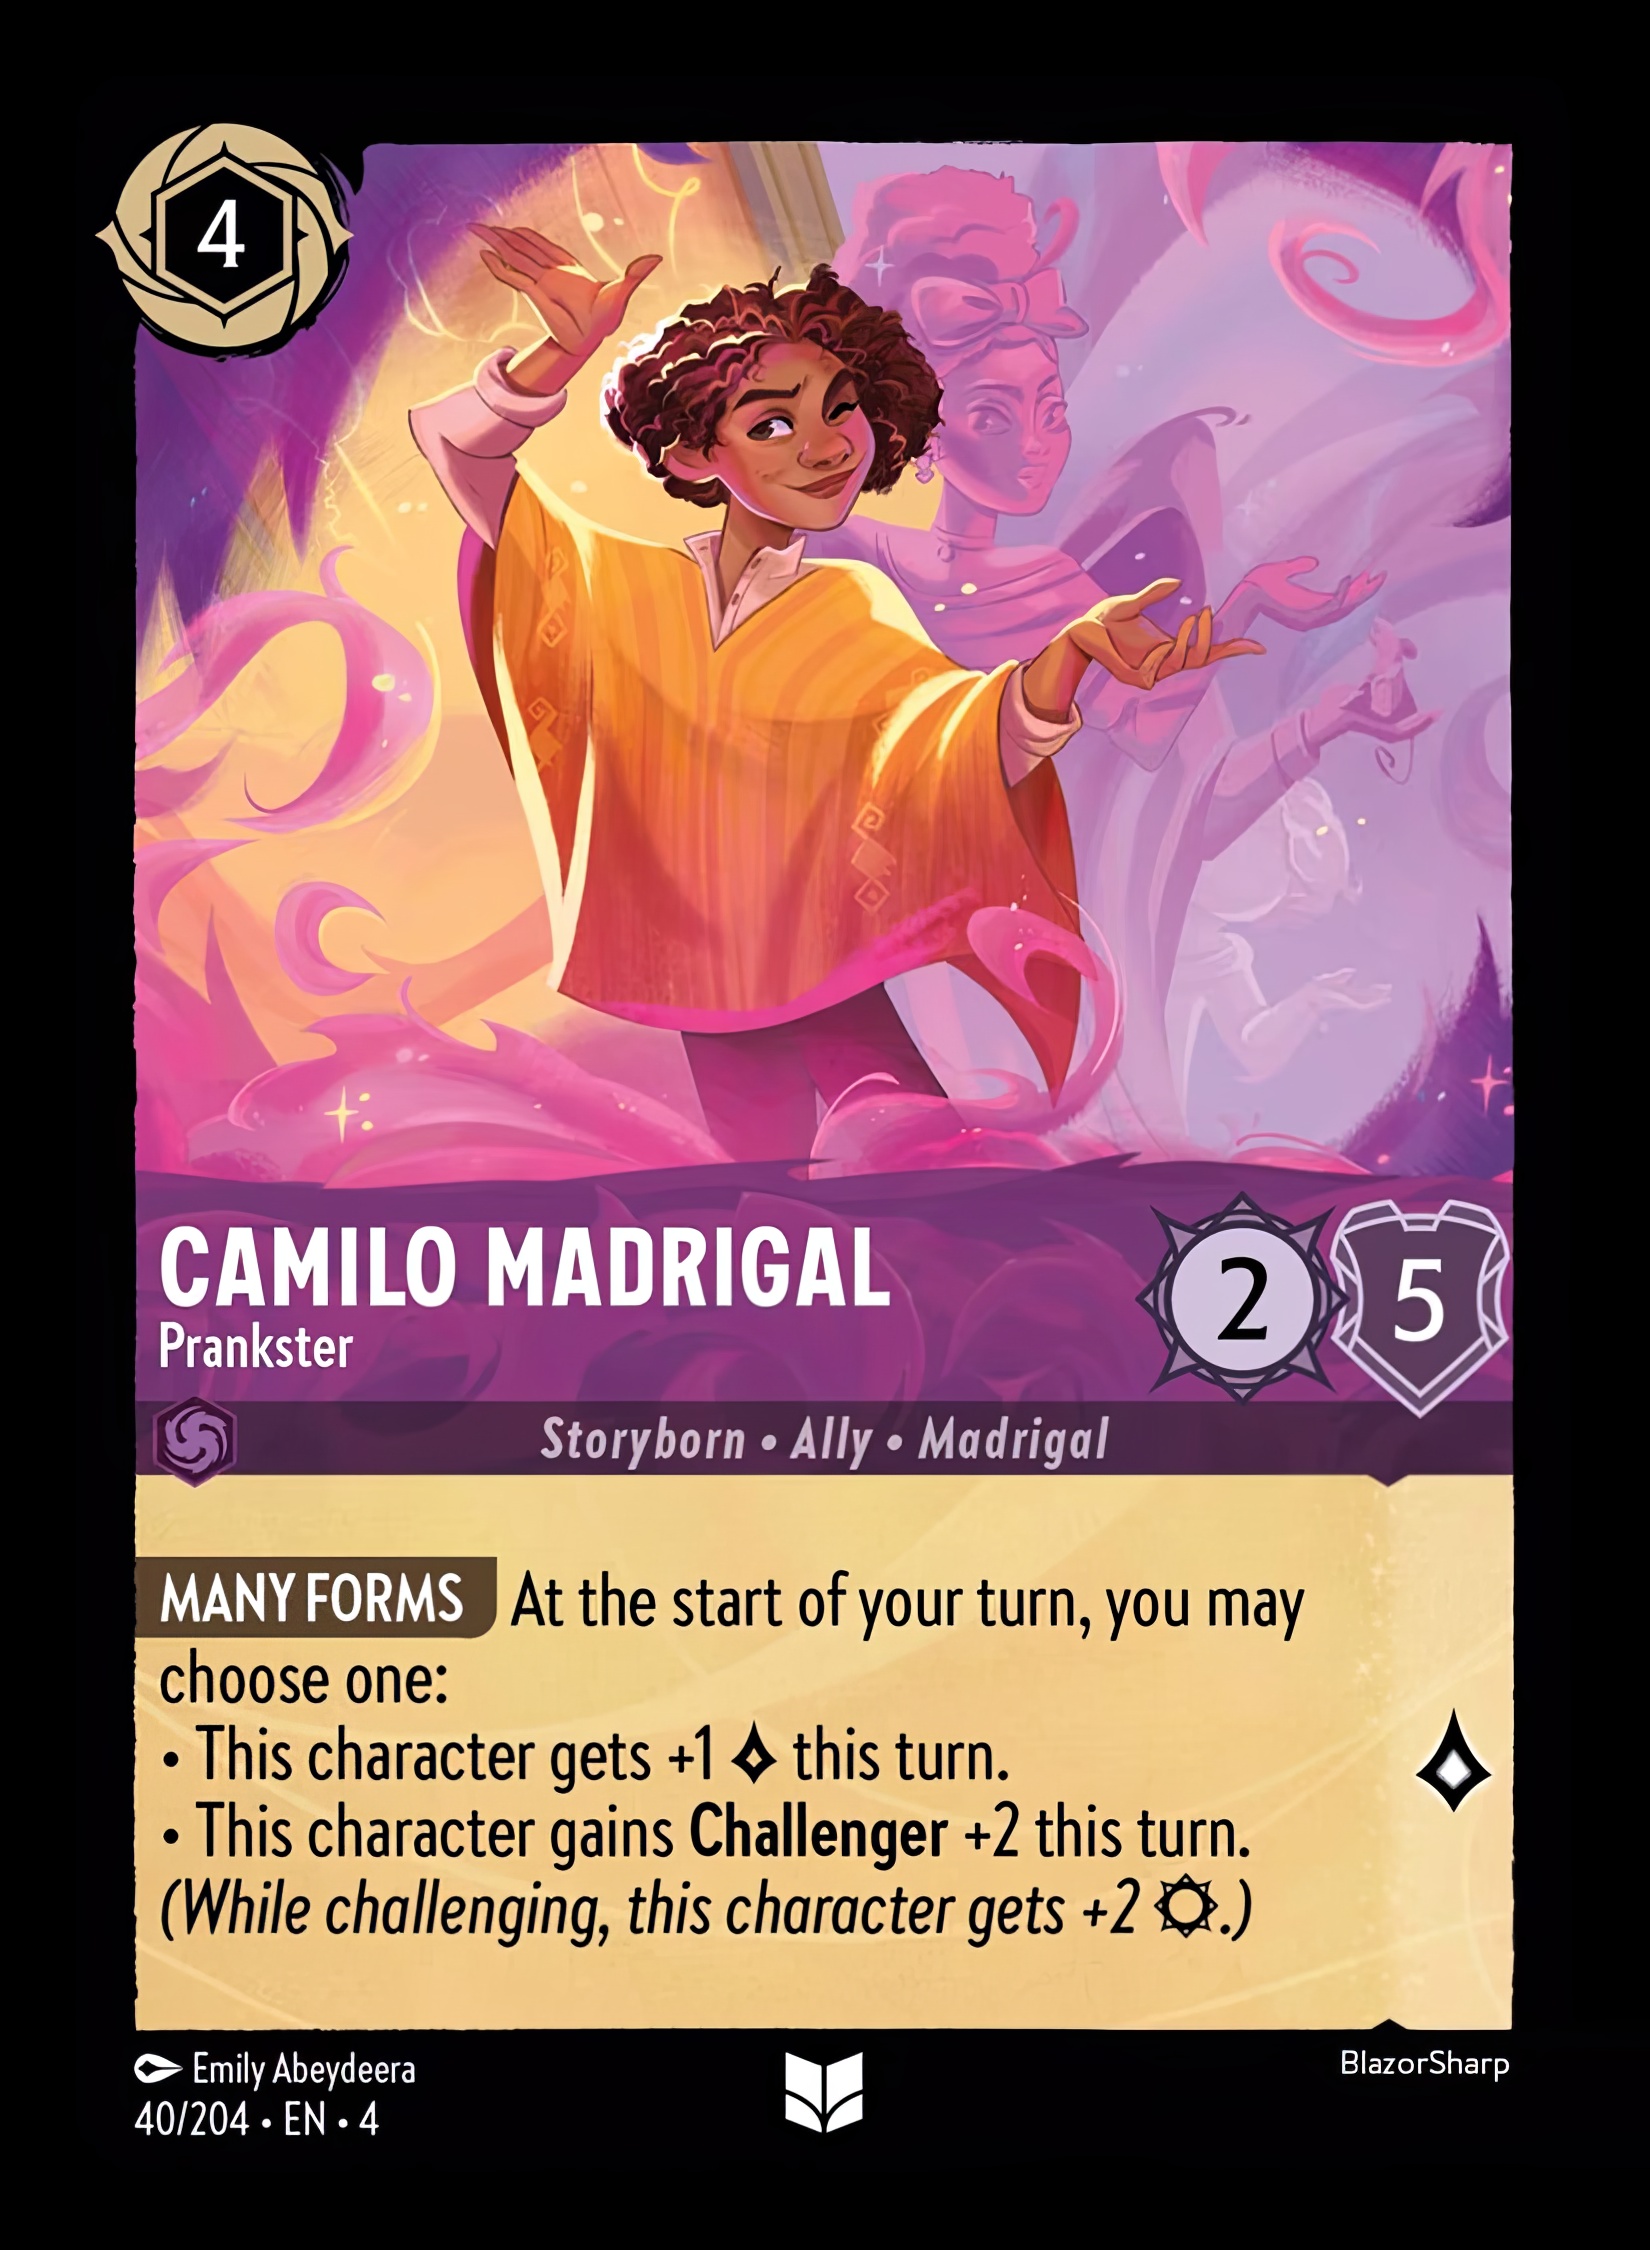 4
CAMILO MADRIGAL
Prankster
2
5
Storyborn • Ally • Madrigal
MANY FORMS At the start of your turn, you may
choose one:
• This character gets +1 this turn.
• This character gains Challenger +2 this turn.
(While challenging, this character gets +2 .)
Emily Abeydeera
BlazorSharp
40/204 • EN • 4